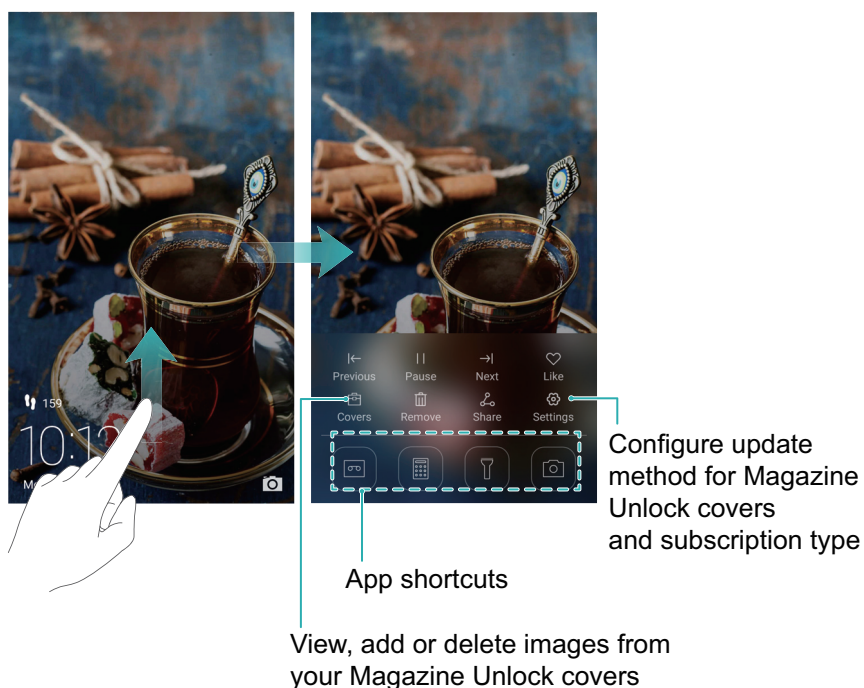 159
10:12
Previous Pause Next Like
Covers Remove Share Settings
Configure update
method for Magazine
Unlock covers
and subscription type
App shortcuts
View, add or delete images from
your Magazine Unlock covers